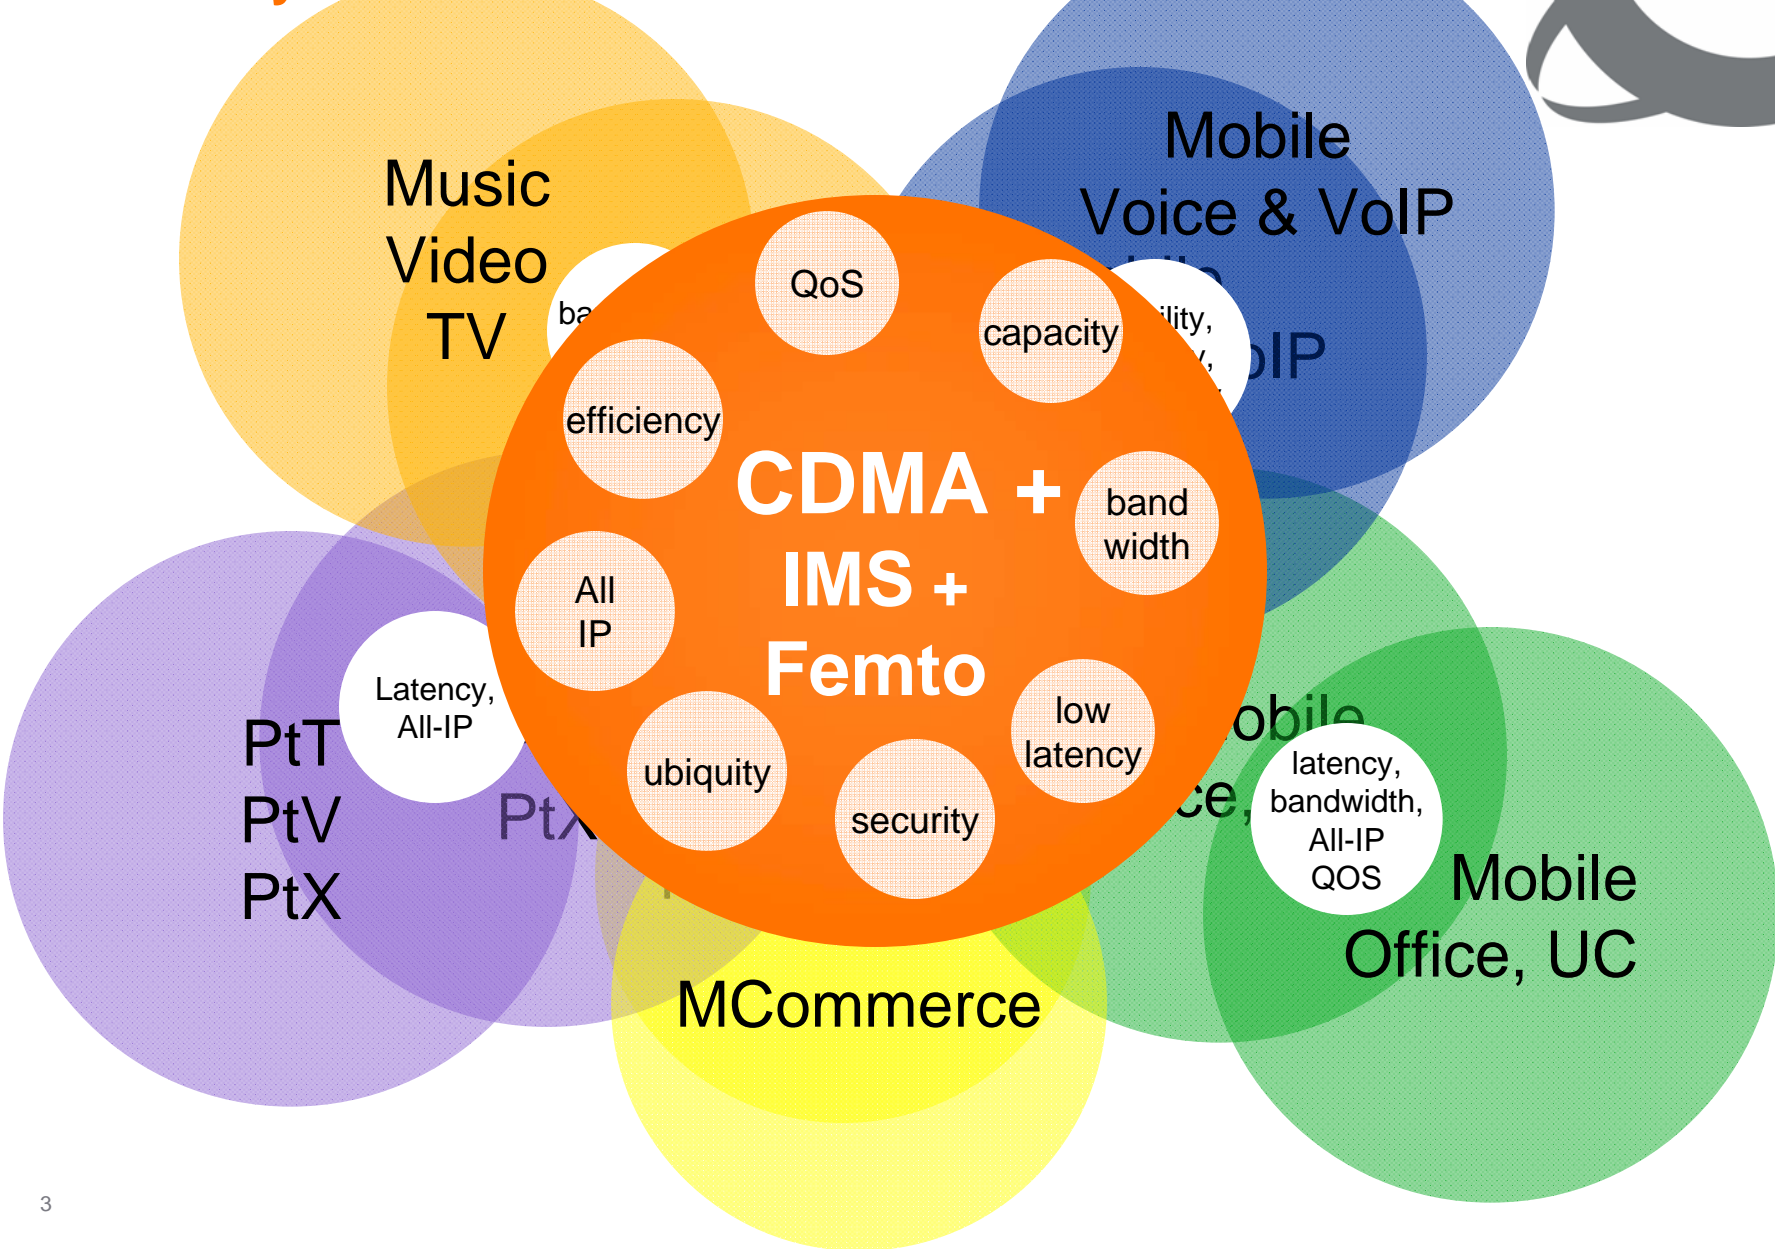 Music
Video
TV
Mobile
Voice & VoIP
QoS
capacity
efficiency
CDMA +
IMS +
Femto
band
width
All
IP
low
latency
ubiquity
security
Latency,
All-IP
PtT
PtV
PtX
PtX
latency,
bandwidth,
All-IP
QOS
Mobile
Office, UC
MCommerce
3